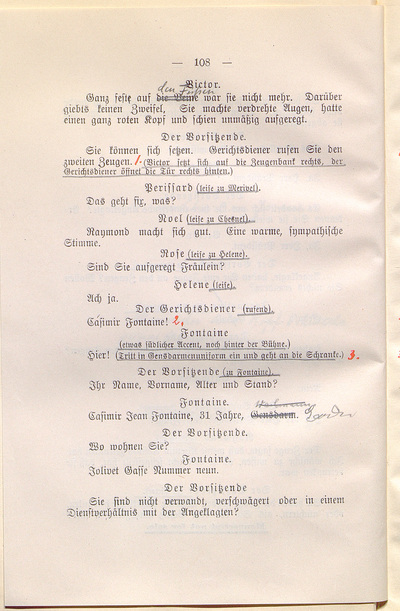 — 108 —
Victor.
den Füßen
Ganz feste auf die Beine war sie nicht mehr. Darüber
giebts keinen Zweifel. Sie machte verdrehte Augen, hatte
einen ganz roten Kopf und schien unmäßig aufgeregt.
Der Vorsitzende.
Sie können sich setzen. Gerichtsdiener rufen Sie den
zweiten Zeugen. 1. (Victor setzt sich auf die Zeugenbank rechts, der
Gerichtsdiener öffnet die Tür rechts hinten.)
Perissard (leise zu Merivel).
Das geht fix, was?
Noel (leise zu Chesnel).
Raymond macht sich gut. Eine warme, sympathische
Stimme.
Rose (leise zu Helene).
Sind Sie aufgeregt Fräulein?
Helene (leise).
Ach ja.
Der Gerichtsdiener (rufend).
Casimir Fontaine! 2.
Fontaine
(etwas südlicher Accent, noch hinter der Bühne.)
Hier! (Tritt in Gensdarmenuniform ein und geht an die Schranke.) 3.
Der Vorsitzende (zu Fontaine).
Ihr Name, Vorname, Alter und Stand?
Fontaine.
Casimir Jean Fontaine, 31 Jahre, Gensdarm.
Der Vorsitzende.
Wo wohnen Sie?
Fontaine.
Jolivet Gasse Nummer neun.
Der Vorsitzende
Sie sind nicht verwandt, verschwägert oder in einem
Dienstverhältnis mit der Angeklagten?